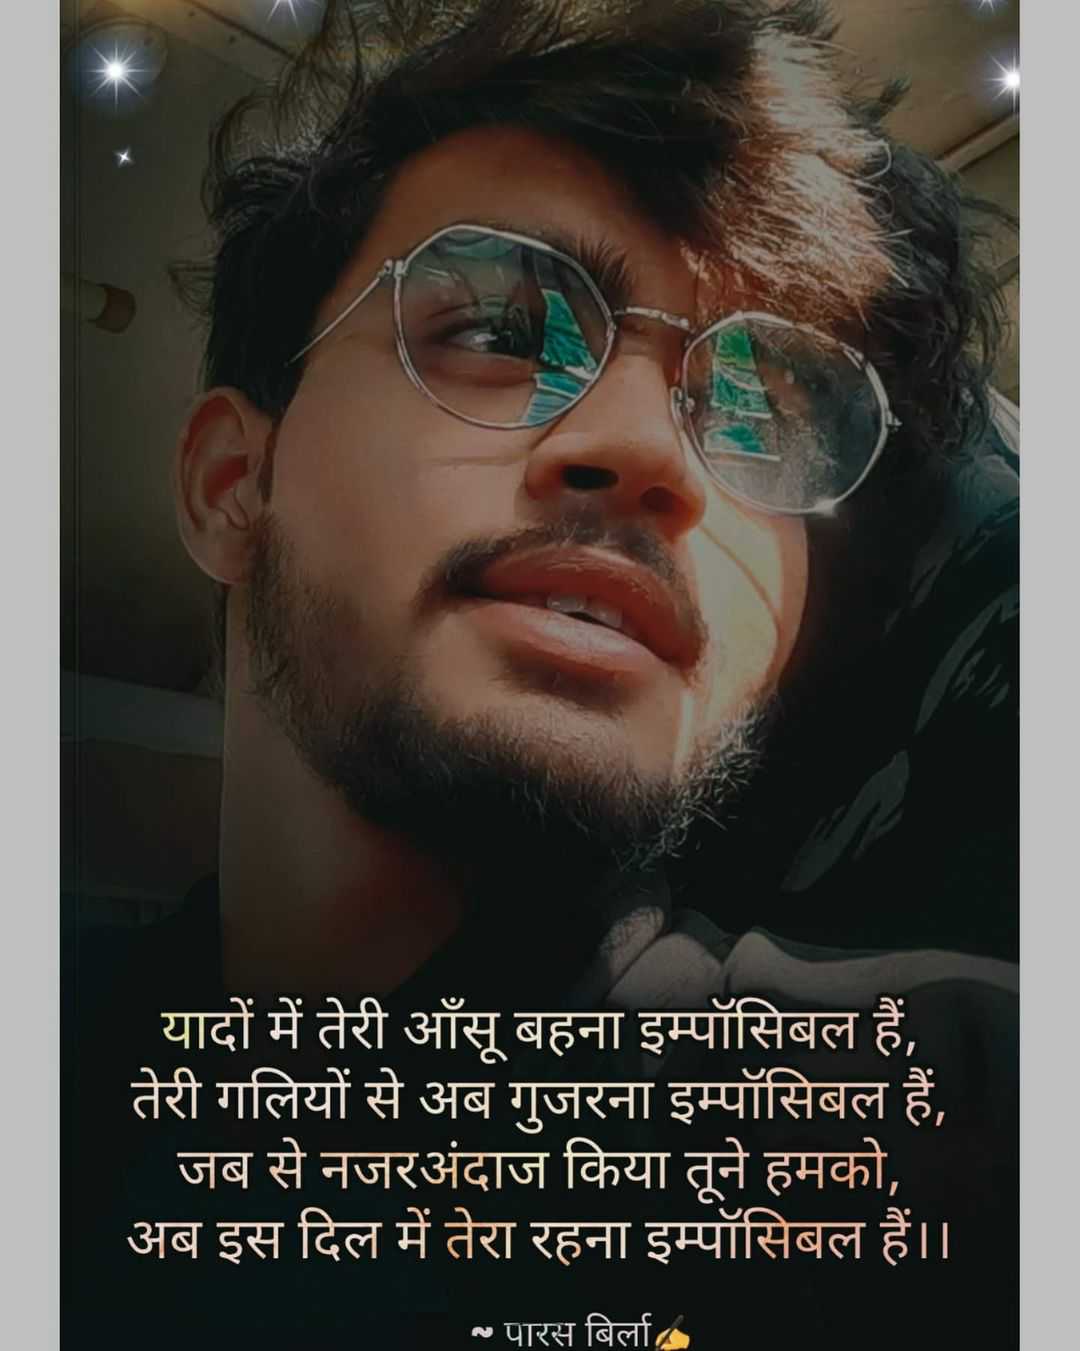 यादों में तेरी आँसू बहना इम्पॉसिबल हैं,
तेरी गलियों से अब गुजरना इम्पॉसिबल हैं,
जब से नजरअंदाज किया तूने हमको,
अब इस दिल में तेरा रहना इम्पॉसिबल हैं।।
~ पारस बिर्ला✍️